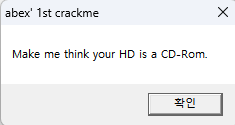 abex' 1st crackme
Make me think your HD is a CD-Rom.
확인